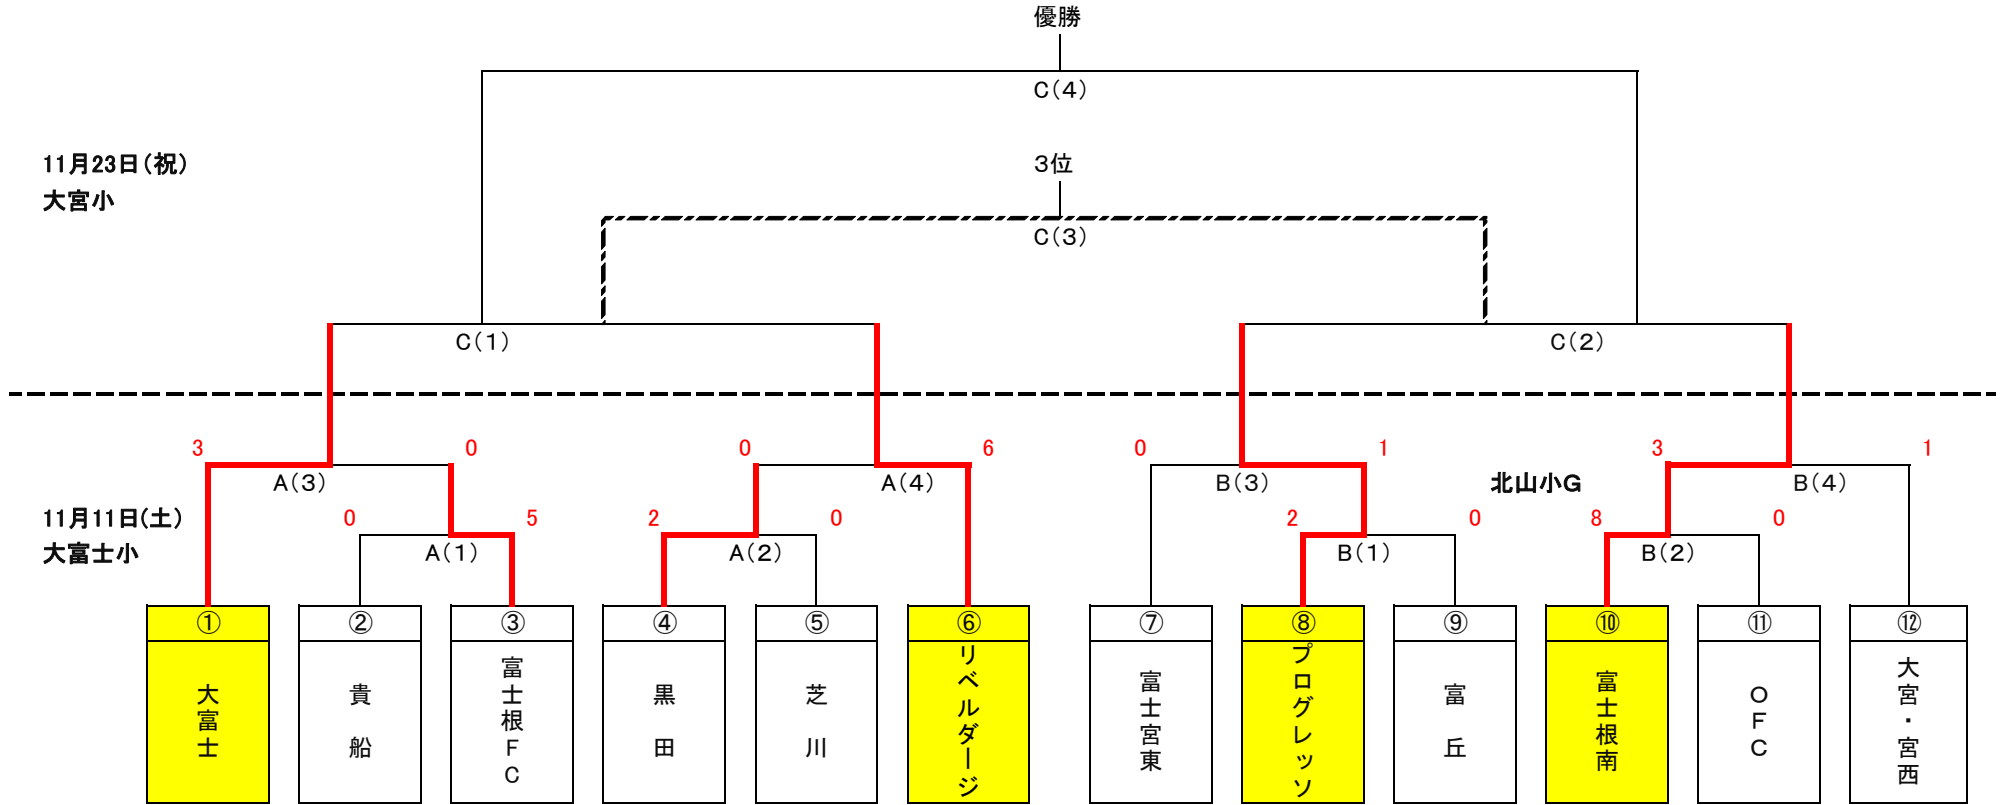 優勝
C(4)
11月23日(祝)
3位
大宮小
C(3)
C(1)
C(2)
3 0 0 6 0 1 3 1
A(3) A(4) B(3) 北山小G B(4)
11月11日(土)
0 5 2 0 2 0 8 0
大富士小
A(1) A(2) B(1) B(2)
① ② ③ ④ ⑤ ⑥ ⑦ ⑧ ⑨ ⑩ ⑪ ⑫
大富士
貴船
富士根FC
黒田
芝川
リベルダージ
富士宮東
プログレッソ
富丘
富士根南
OFC
大宮・宮西